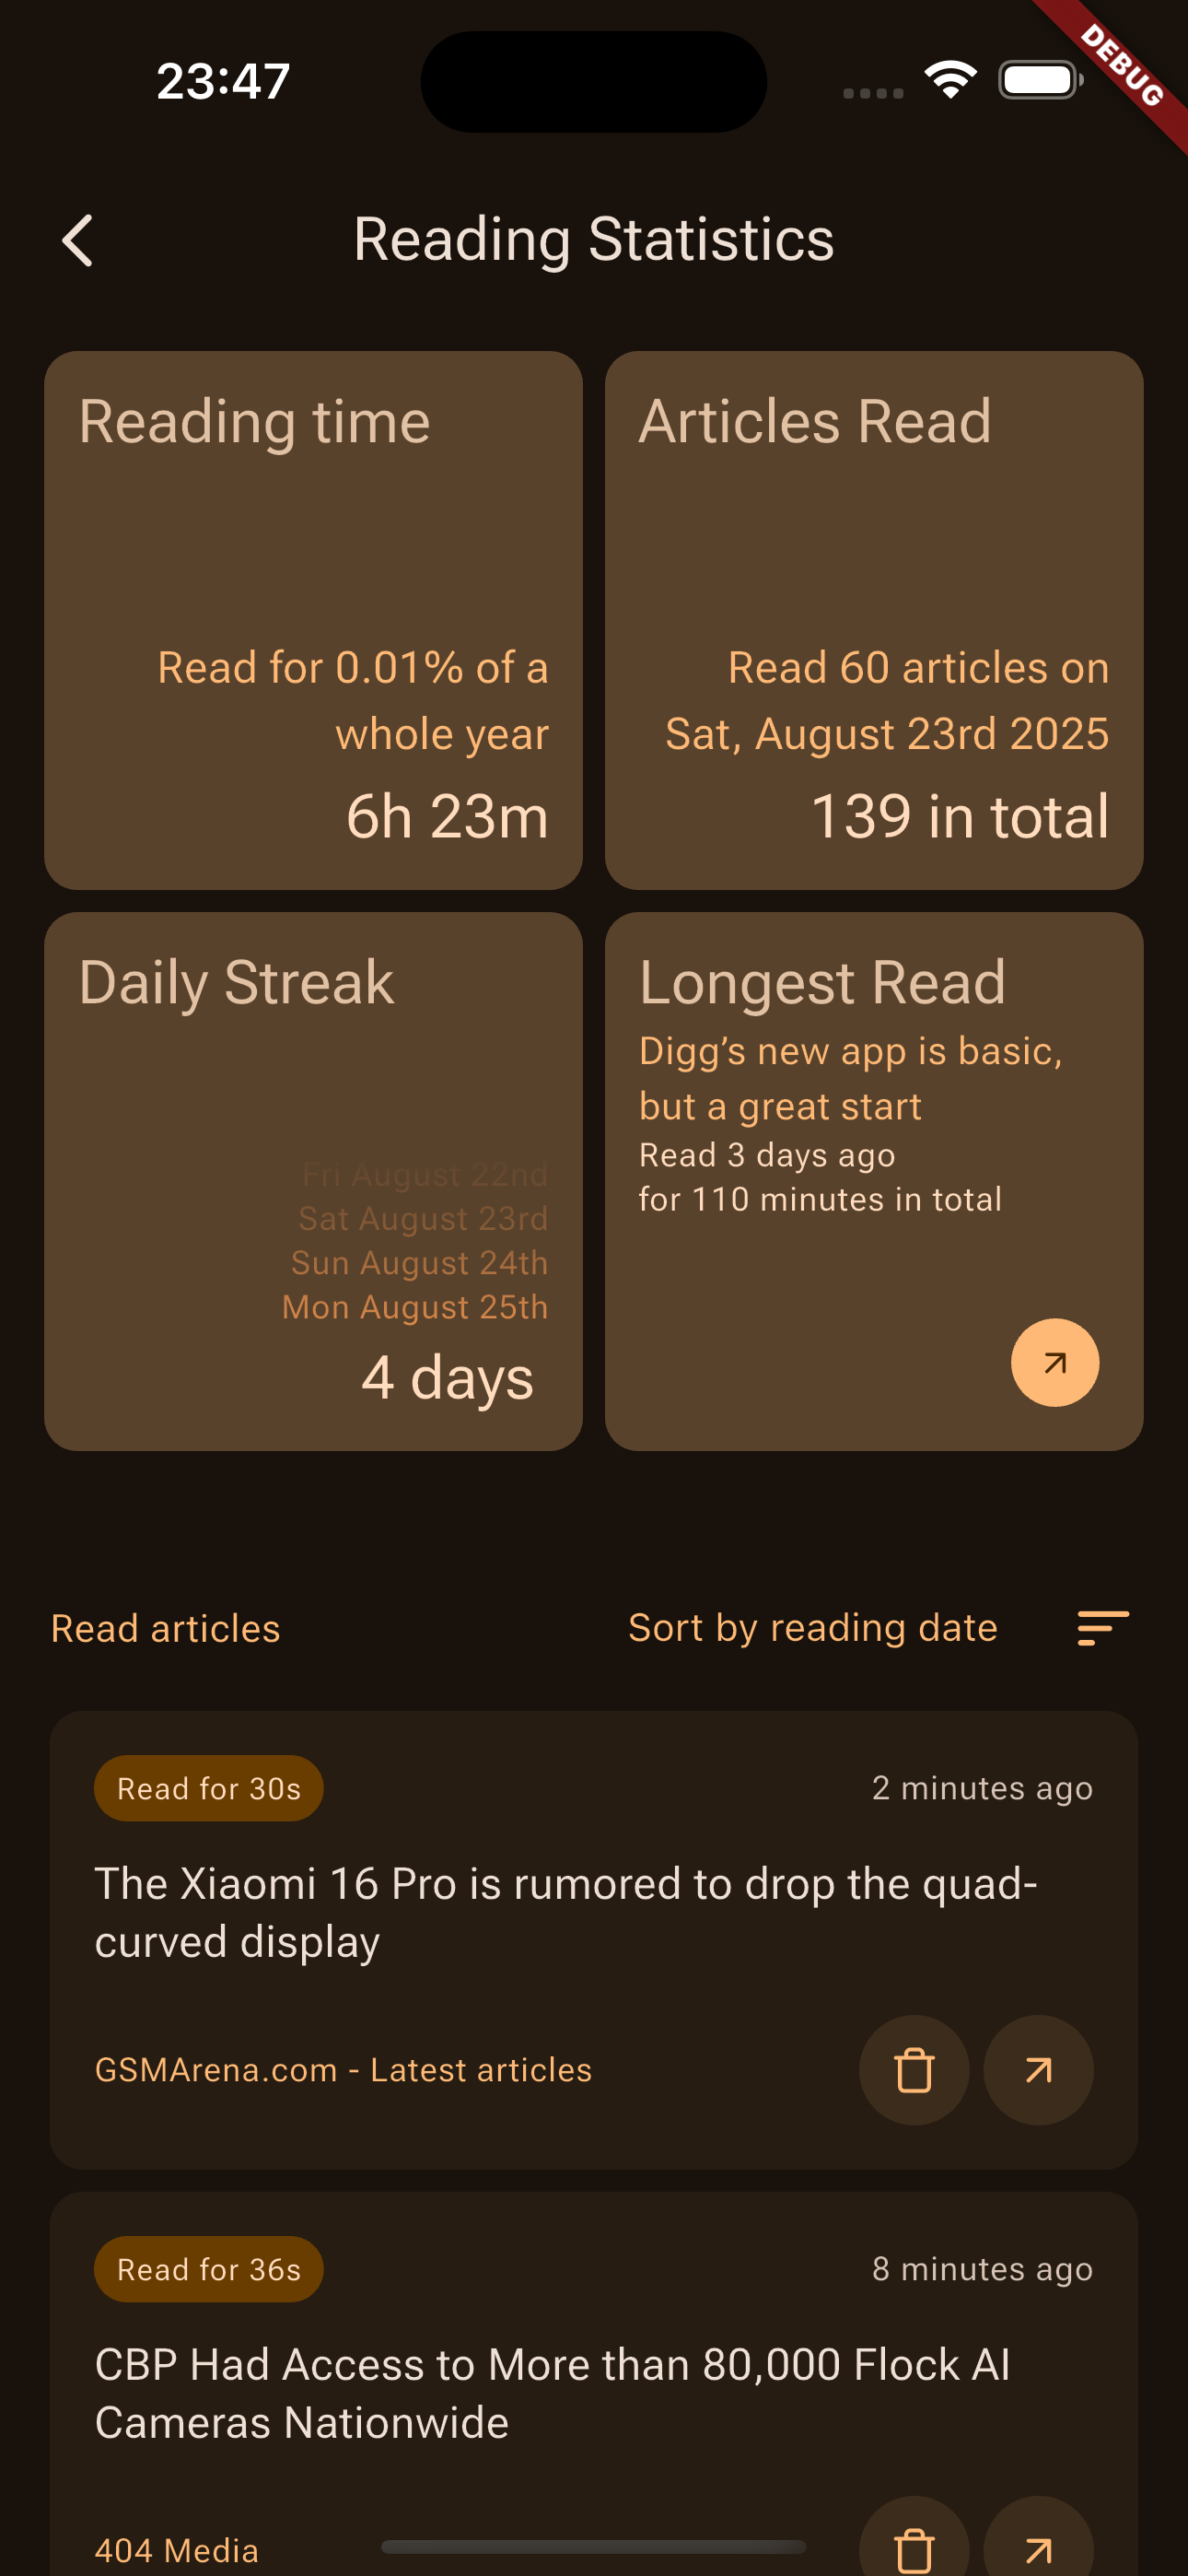 23:47
DEBUG
Reading Statistics
Reading time
Read for 0.01% of a
whole year
6h 23m
Articles Read
Read 60 articles on
Sat, August 23rd 2025
139 in total
Daily Streak
Fri August 22nd
Sat August 23rd
Sun August 24th
Mon August 25th
4 days
Longest Read
Digg’s new app is basic,
but a great start
Read 3 days ago
for 110 minutes in total
Read articles
Sort by reading date
Read for 30s
2 minutes ago
The Xiaomi 16 Pro is rumored to drop the quad-
curved display
GSMArena.com - Latest articles
Read for 36s
8 minutes ago
CBP Had Access to More than 80,000 Flock AI
Cameras Nationwide
404 Media